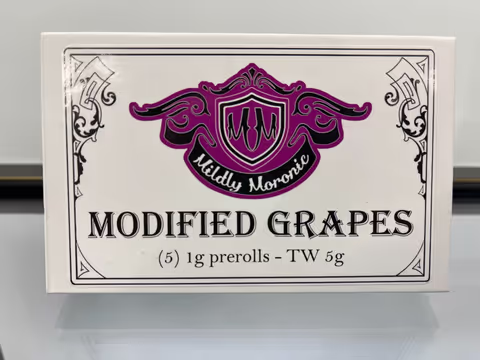 MM
Mildly Moronic
MODIFIED GRAPES
(5) 1g prerolls - TW 5g